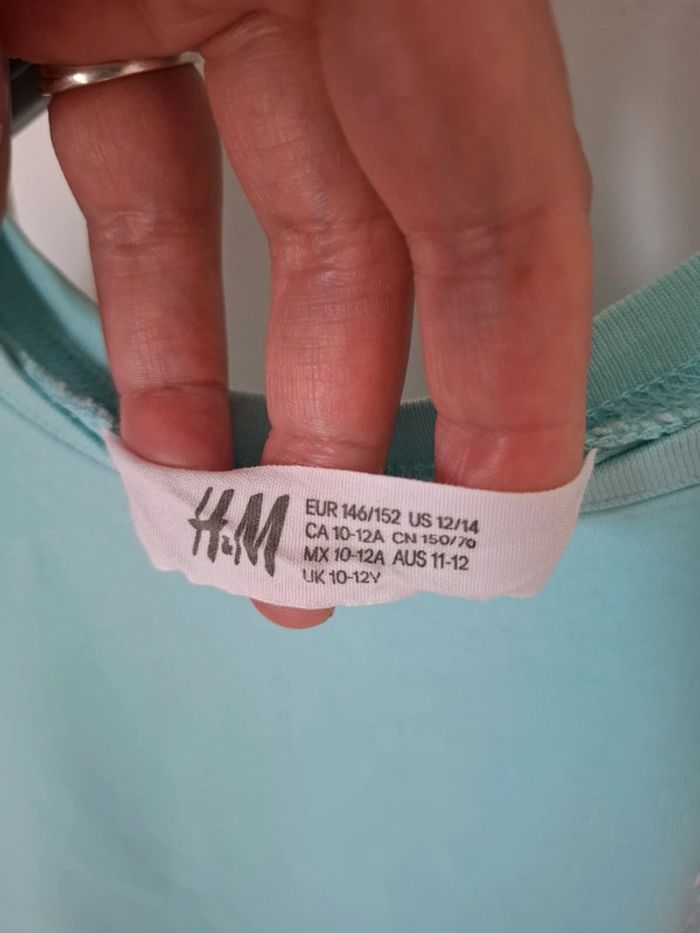 H&M
EUR 146/152 US 12/14
CA 10-12A CN 150/76
MX 10-12A AUS 11-12
UK 10-12Y